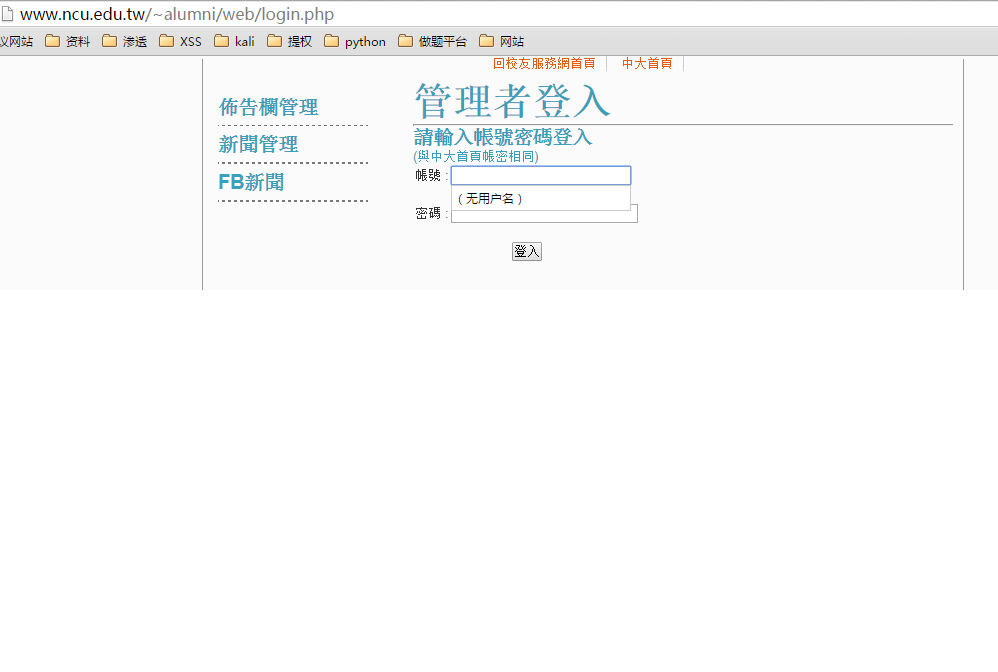 www.ncu.edu.tw/~alumni/web/login.php
网站 资料 渗透 XSS kali 提权 python 做题平台 网站
回校友服務網首頁 中大首頁
佈告欄管理
新聞管理
FB新聞
管理者登入
請輸入帳號密碼登入
(與中大首頁帳密相同)
帳號 :
( 无用户名 )
密碼 :
登入